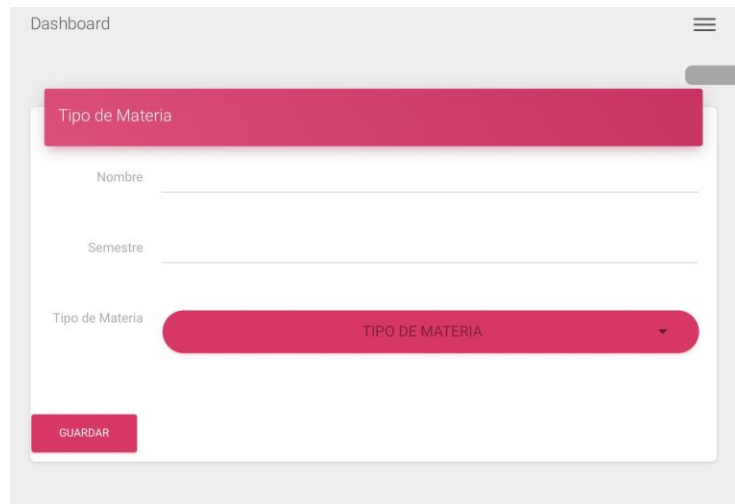 Dashboard
Tipo de Materia
Nombre
Semestre
Tipo de Materia
TIPO DE MATERIA
GUARDAR